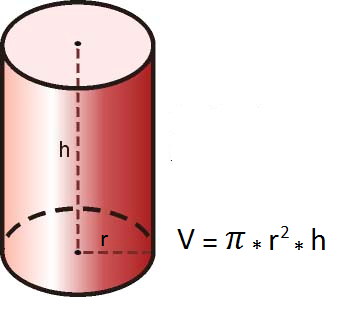 h
r
V = π * r² * h